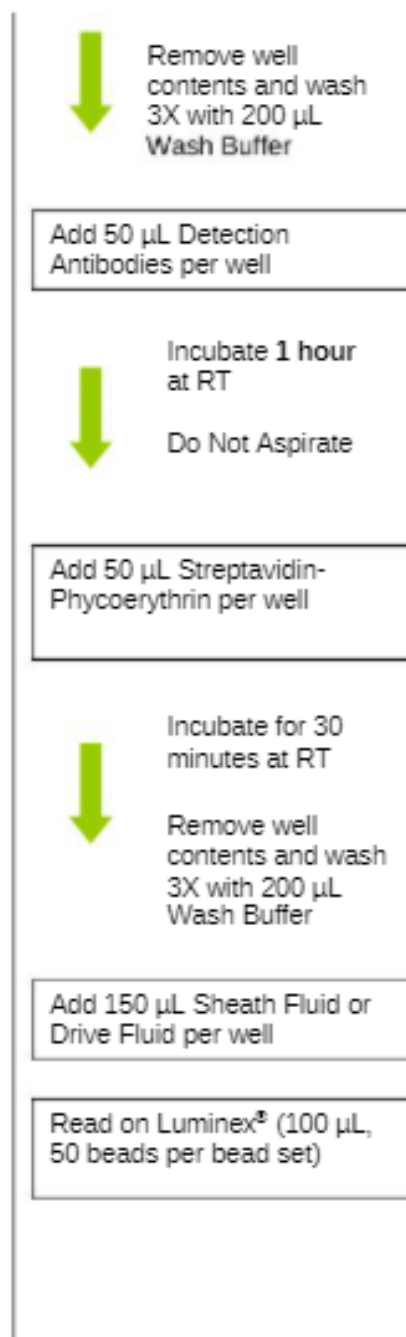 Remove well
contents and wash
3X with 200 µL
Wash Buffer
Add 50 µL Detection
Antibodies per well
Incubate 1 hour
at RT
Do Not Aspirate
Add 50 µL Streptavidin-
Phycoerythrin per well
Incubate for 30
minutes at RT
Remove well
contents and wash
3X with 200 µL
Wash Buffer
Add 150 µL Sheath Fluid or
Drive Fluid per well
Read on Luminex® (100 µL,
50 beads per bead set)